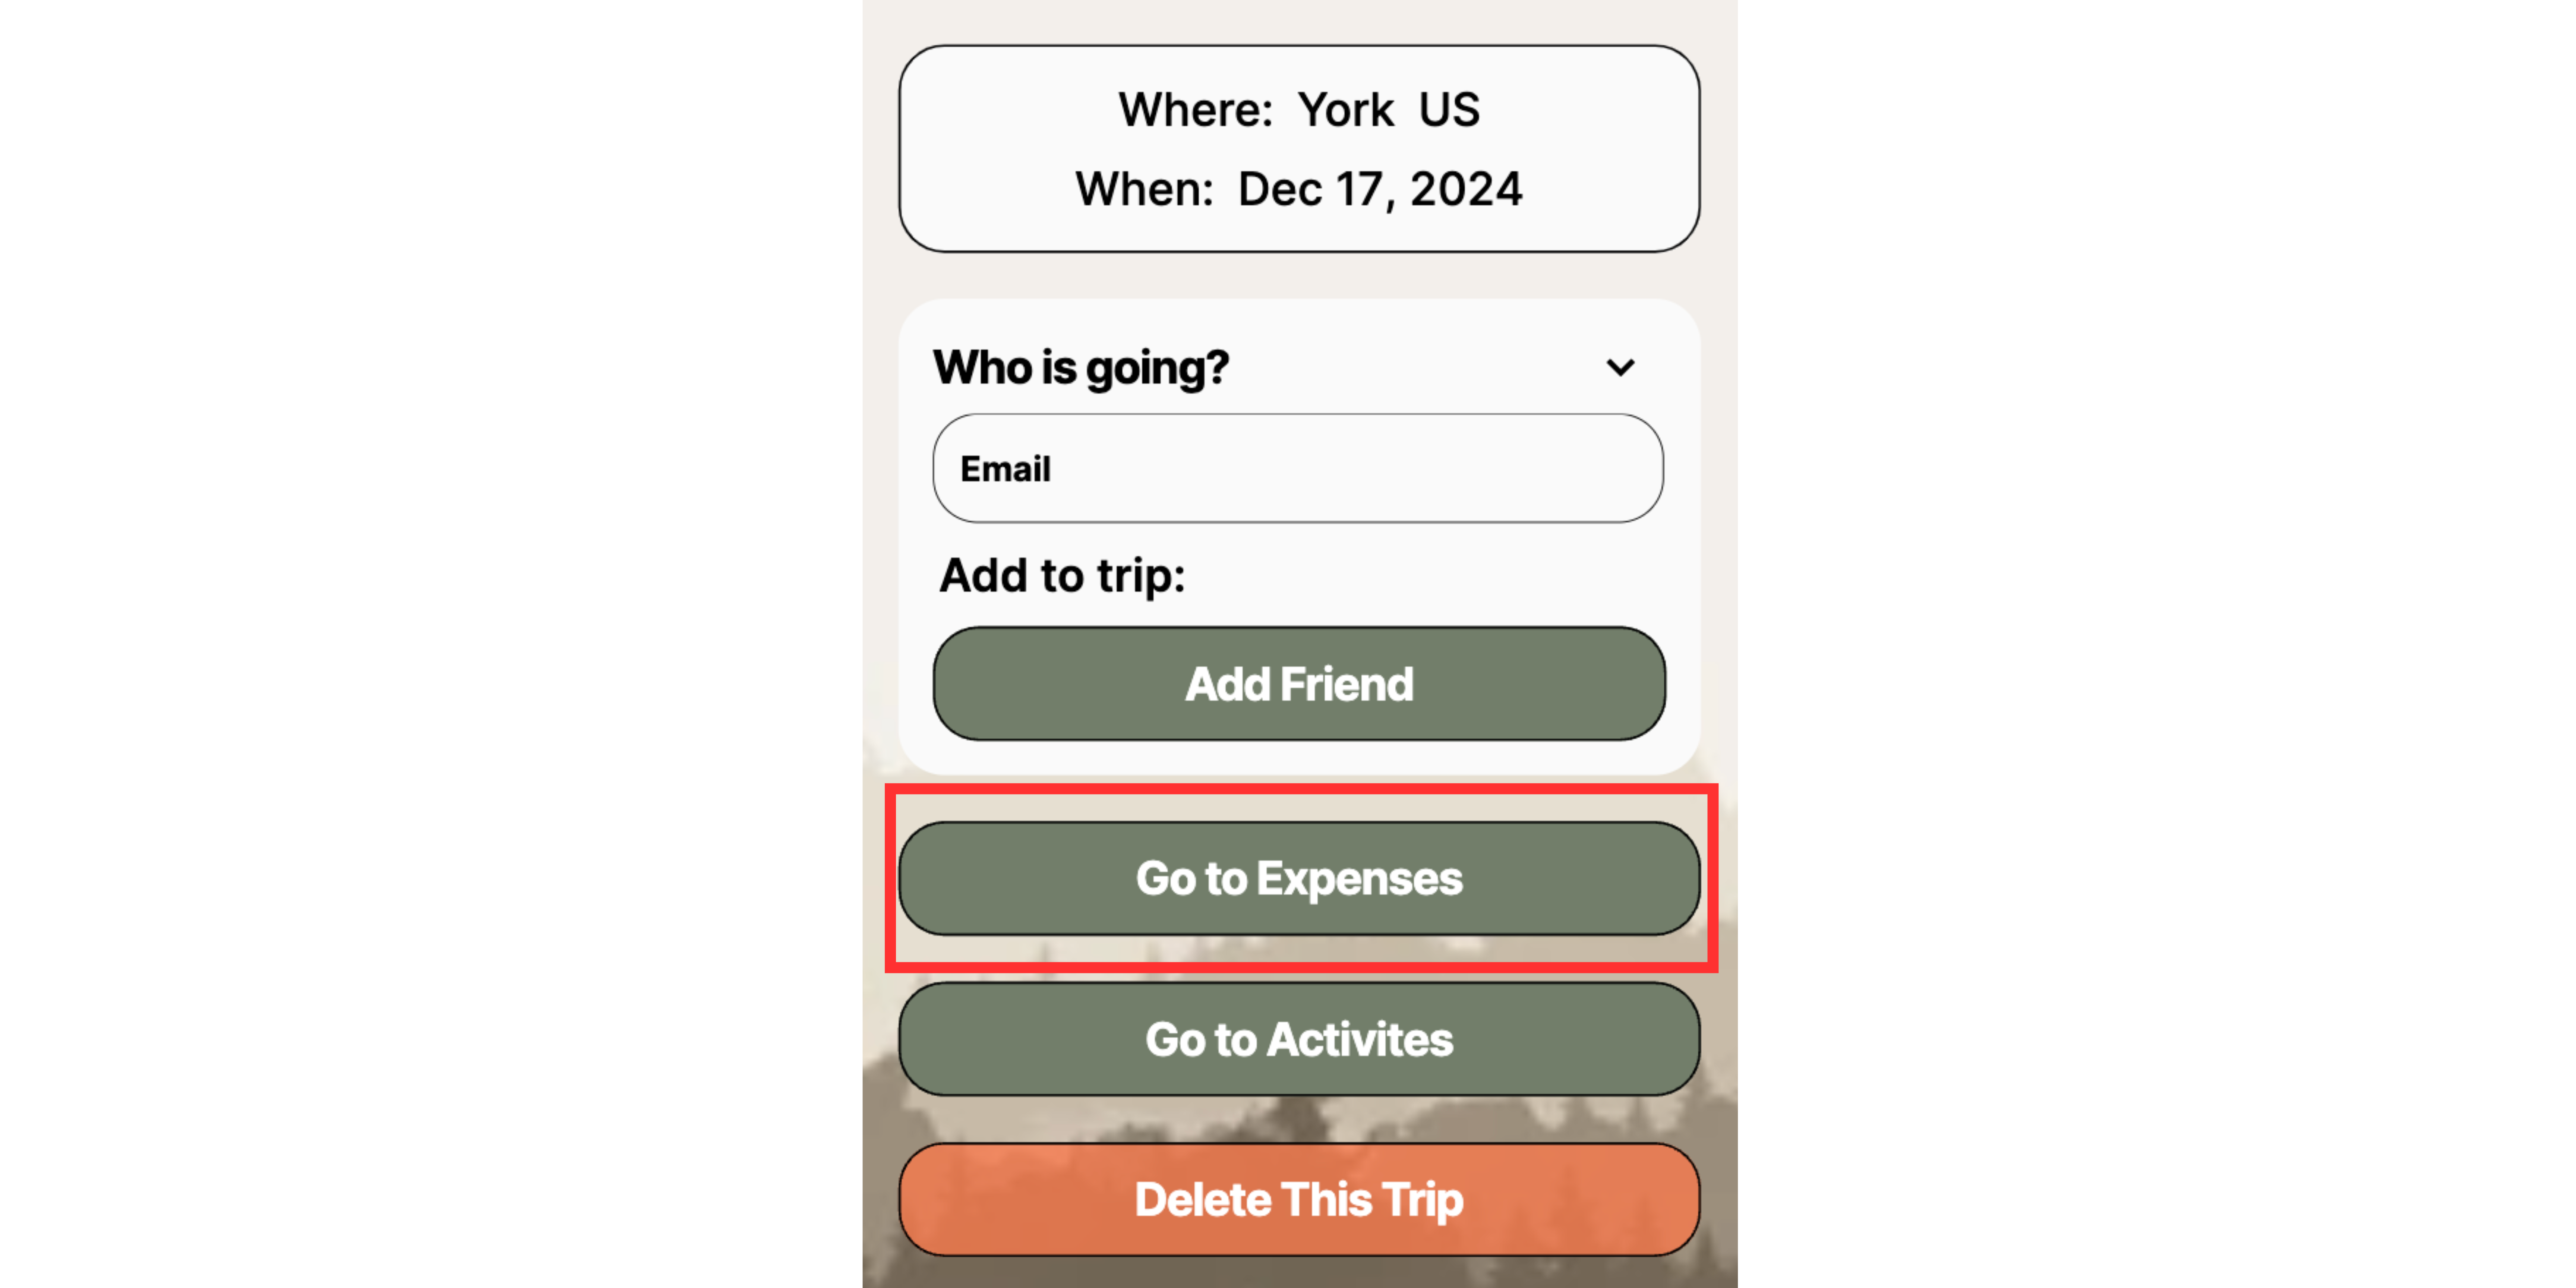 Where: York US
When: Dec 17, 2024
Who is going?
Email
Add to trip:
Add Friend
Go to Expenses
Go to Activites
Delete This Trip